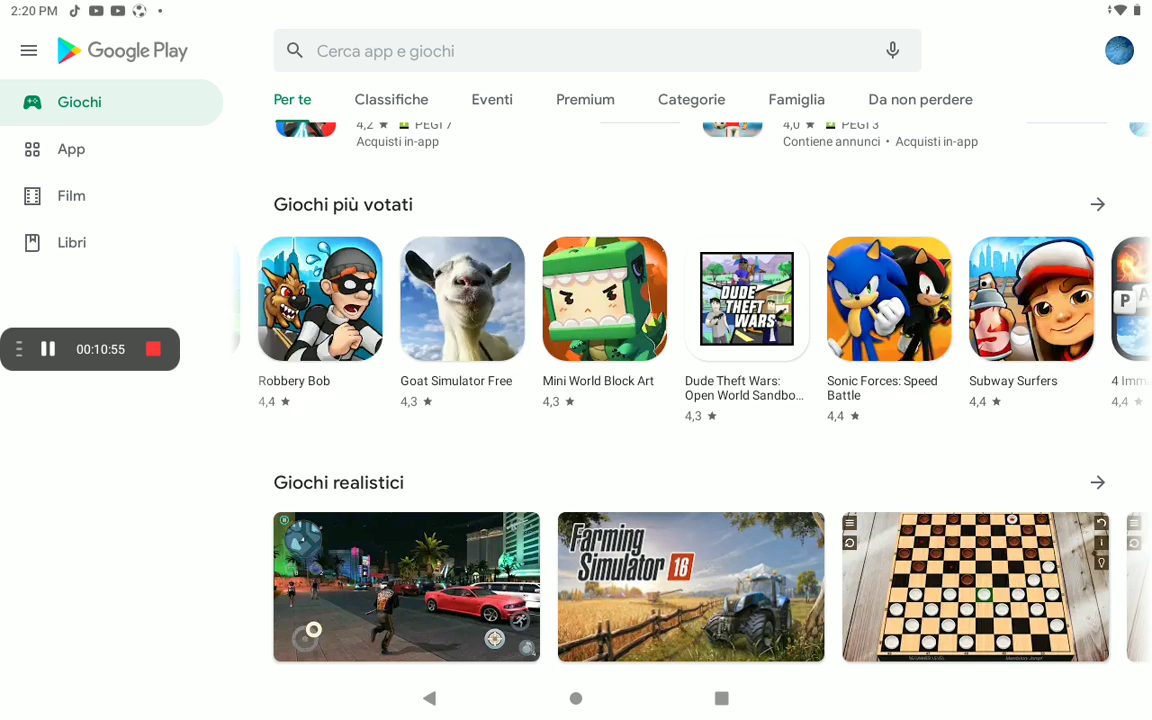 2:20 PM
Google Play
Cerca app e giochi
Giochi
App
Film
Libri
Per te
Classifiche
Eventi
Premium
Categorie
Famiglia
Da non perdere
4,2 ★ PEGI 7
Acquisti in-app
4,0 ★ PEGI 3
Contiene annunci • Acquisti in-app
Giochi più votati
DUDE
THEFT
WARS
P
A
Robbery Bob
4,4 ★
Goat Simulator Free
4,3 ★
Mini World Block Art
4,3 ★
Dude Theft Wars:
Open World Sandbo...
4,3 ★
Sonic Forces: Speed
Battle
4,4 ★
Subway Surfers
4,4 ★
4 Imm
4,4 ★
00:10:55
Giochi realistici
Farming
Simulator 16
BEGINNER LEVEL